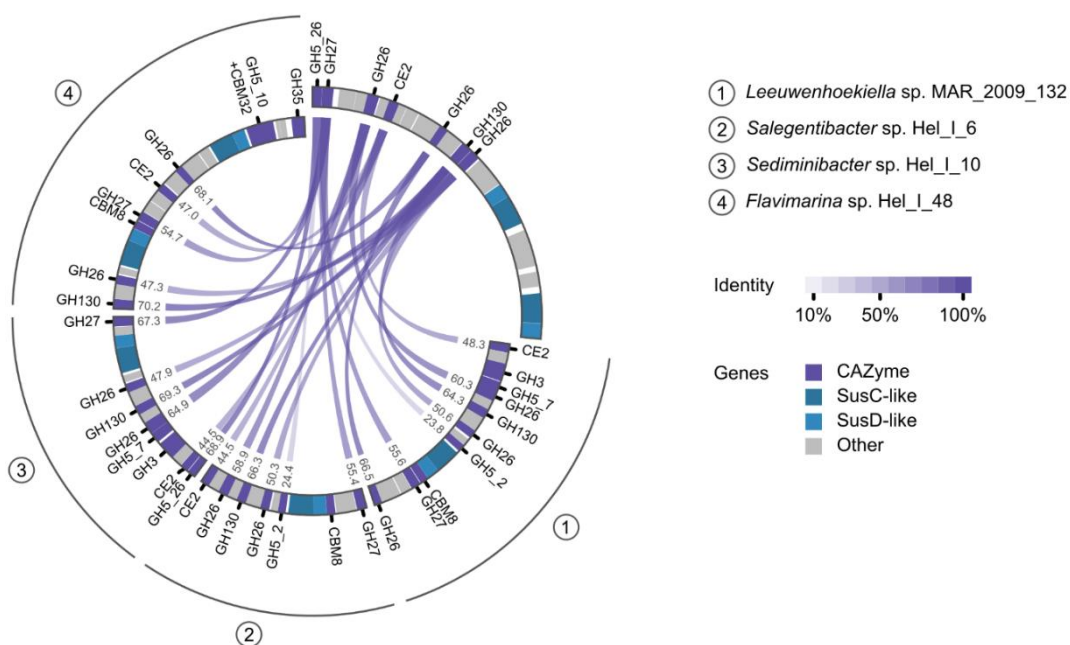 GH5_26
GH27
GH26
CE2
GH26
GH130
GH26
CE2
GH3
GH5_7
GH26
GH130
GH26
GH5_2
CBM8
GH27
GH26
GH27
CBM8
GH5_2
GH26
GH130
GH26
CE2
GH5_26
CE2
GH3
GH5_7
GH26
GH130
GH26
GH27
GH130
GH26
CBM8
GH27
CE2
GH26
GH5_10
+CBM32
GH35
68.1
47.0
54.7
47.3
70.2
67.3
47.9
69.3
64.9
44.5
68.9
44.5
58.9
66.3
50.3
24.4
55.4
66.5
55.6
23.8
50.6
64.3
60.3
48.3
4
3
2
1
1 Leeuwenhoekiella sp. MAR_2009_132
2 Salegentibacter sp. Hel_I_6
3 Sediminibacter sp. Hel_I_10
4 Flavimarina sp. Hel_I_48
Identity
10% 50% 100%
Genes
CAZyme
SusC-like
SusD-like
Other